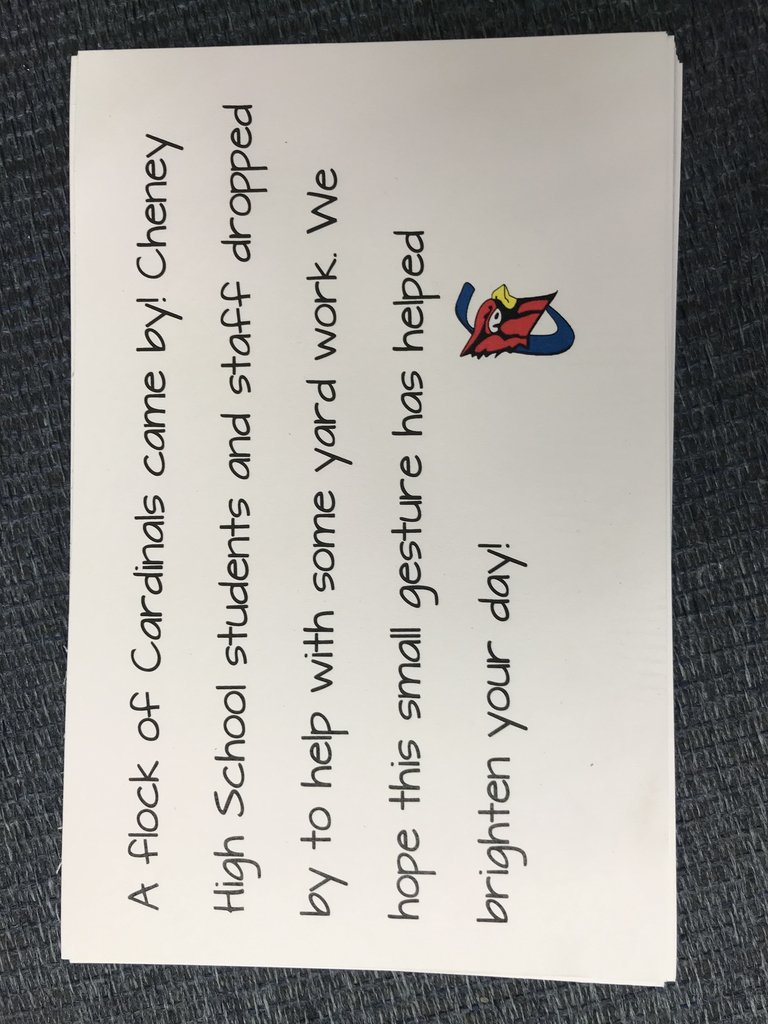 A flock of Cardinals came by! Cheney
High School students and staff dropped
by to help with some yard work. We
hope this small gesture has helped
brighten your day!